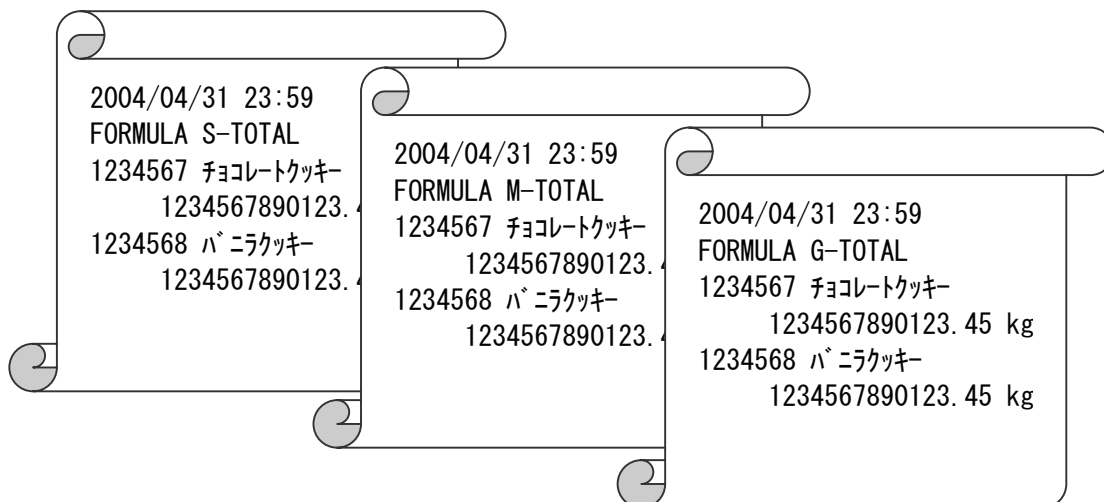 2004/04/31 23:59
FORMULA S-TOTAL
1234567 ﾁｮｺﾚｰﾄｸｯｷｰ
1234567890123.
1234568 ﾊﾞﾆﾗｸｯｷｰ
1234567890123.
2004/04/31 23:59
FORMULA M-TOTAL
1234567 ﾁｮｺﾚｰﾄｸｯｷｰ
1234567890123.
1234568 ﾊﾞﾆﾗｸｯｷｰ
1234567890123.
2004/04/31 23:59
FORMULA G-TOTAL
1234567 ﾁｮｺﾚｰﾄｸｯｷｰ
1234567890123.45 kg
1234568 ﾊﾞﾆﾗｸｯｷｰ
1234567890123.45 kg